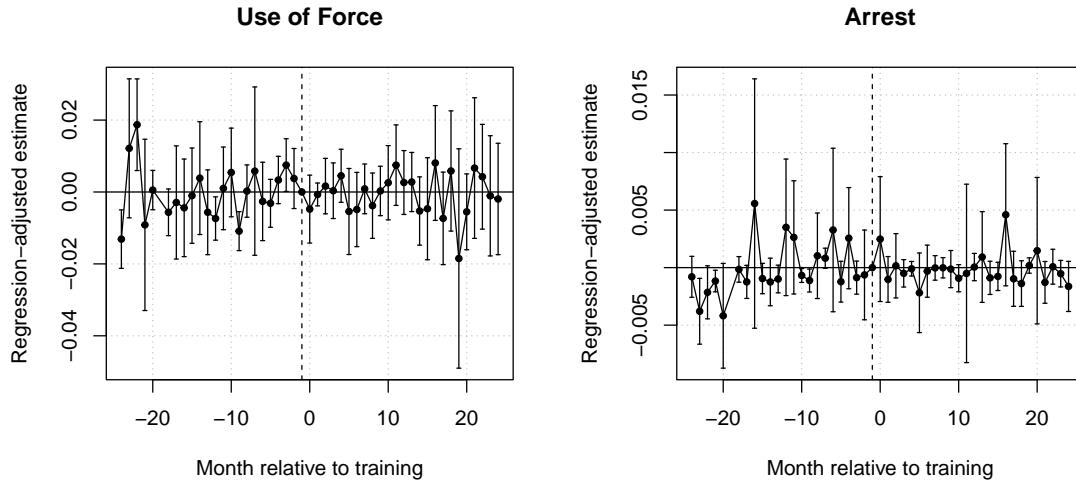 Use of Force
Regression−adjusted estimate
0.02
0.00
−0.02
−0.04
−20
−10
0
10
20
Month relative to training
Arrest
Regression−adjusted estimate
0.015
0.005
−0.005
−20
−10
0
10
20
Month relative to training